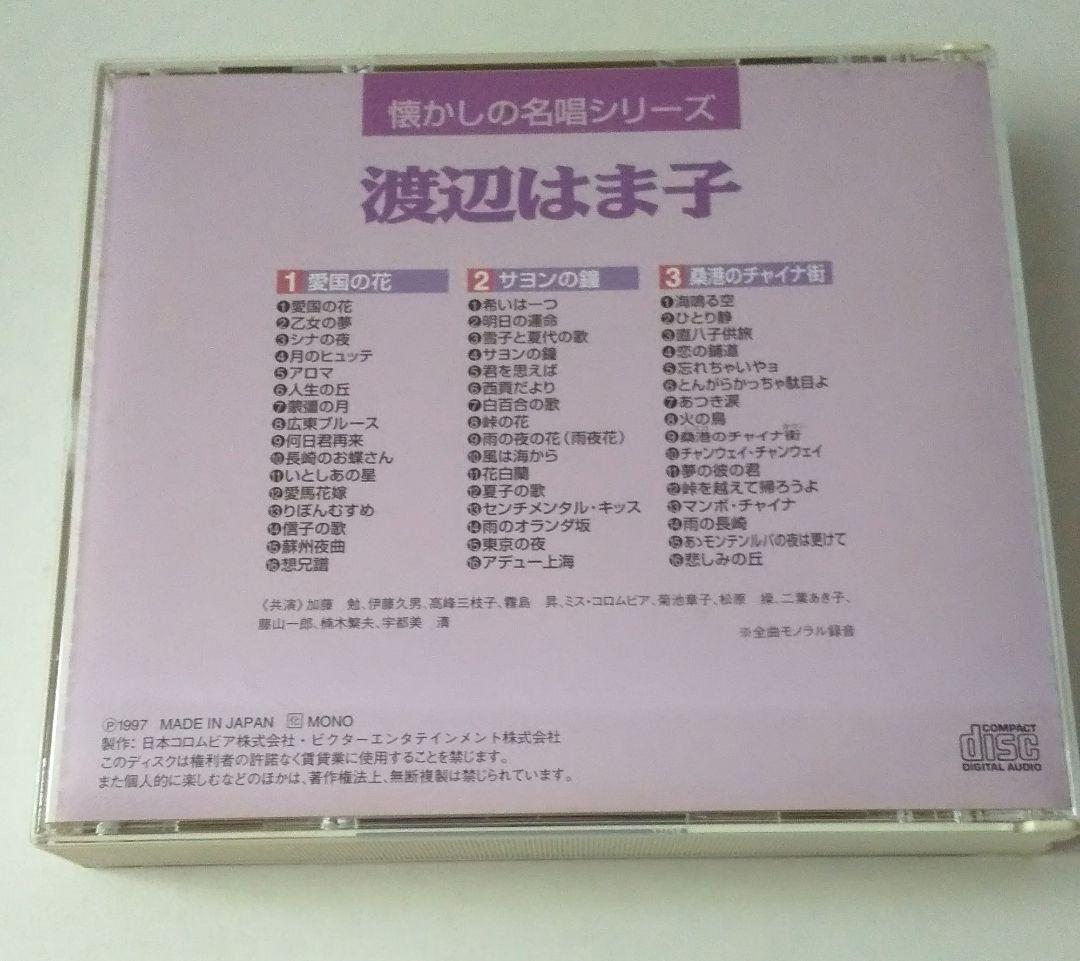 懐かしの名唱シリーズ
渡辺はま子
1 愛国の花
❶愛国の花
❷乙女の夢
❸シナの夜
❹月のヒュッテ
❺アロマ
❻人生の丘
❼蒙彊の月
❽広東ブルース
❾何日君再来
❿長崎のお蝶さん
⓫いとしあの星
⓬愛馬花嫁
⓭りぼんむすめ
⓮信子の歌
⓯蘇州夜曲
⓰想兄譜
2 サヨンの鐘
❶希いは一つ
❷明日の運命
❸雪子と夏代の歌
❹サヨンの鐘
❺君を思えば
❻西貢だより
❼白百合の歌
❽峠の花
❾雨の夜の花（雨夜花）
❿風は海から
⓫花白蘭
⓬夏子の歌
⓭センチメンタル・キッス
⓮雨のオランダ坂
⓯東京の夜
⓰アデュー上海
3 桑港のチャイナ街
❶海鳴る空
❷ひとり静
❸直八子供旅
❹恋の鋪道
❺忘れちゃいやョ
❻とんがらかっちゃ駄目よ
❼あつき涙
❽火の鳥
❾桑港のチャイナ街
❿チャンウェイ・チャンウェイ
⓫夢の彼の君
⓬峠を越えて帰ろうよ
⓭マンボ・チャイナ
⓮雨の長崎
⓯あゝモンテンルパの夜は更けて
⓰悲しみの丘
《共演》加藤　勉、伊藤久男、高峰三枝子、霧島　昇、ミス・コロムビア、菊池章子、松原　操、二葉あき子、
藤山一郎、楠木繁夫、宇都美　清
※全曲モノラル録音
Ⓟ1997 MADE IN JAPAN MONO
製作：日本コロムビア株式会社・ビクターエンタテインメント株式会社
このディスクは権利者の許諾なく賃貸業に使用することを禁じます。
また個人的に楽しむなどのほかは、著作権法上、無断複製は禁じられています。
COMPACT
disc
DIGITAL AUDIO